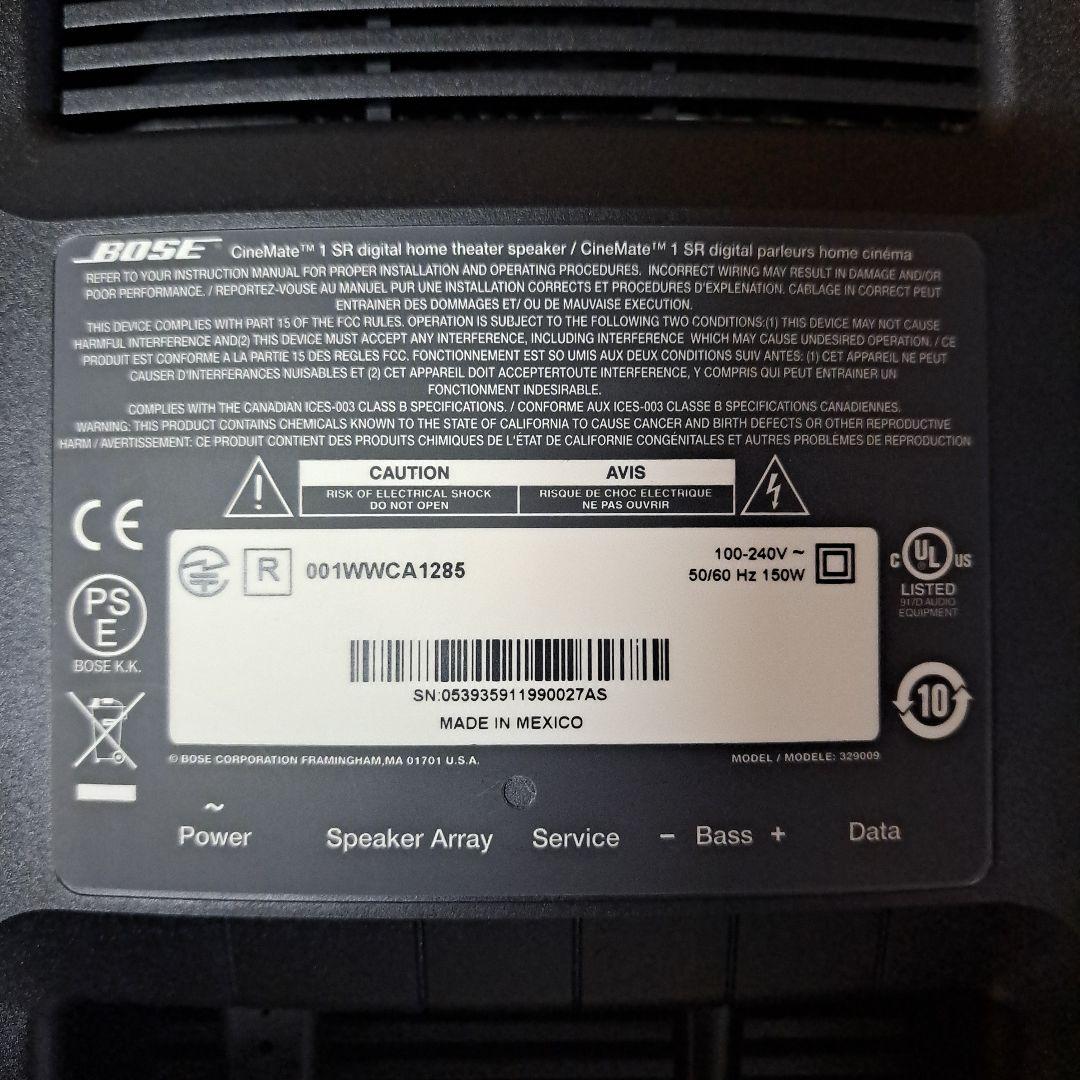 BOSE CineMate™ 1 SR digital home theater speaker / CineMate™ 1 SR digital parleurs home cinéma
REFER TO YOUR INSTRUCTION MANUAL FOR PROPER INSTALLATION AND OPERATING PROCEDURES. INCORRECT WIRING MAY RESULT IN DAMAGE AND/OR
POOR PERFORMANCE. / REPORTEZ-VOUSE AU MANUEL PUR UNE INSTALLATION CORRECTS ET PROCEDURES D'EXPLENATION. CABLAGE IN CORRECT PEUT
ENTRAINER DES DOMMAGES ET/ OU DE MAUVAISE EXECUTION.
THIS DEVICE COMPLIES WITH PART 15 OF THE FCC RULES. OPERATION IS SUBJECT TO THE FOLLOWING TWO CONDITIONS:(1) THIS DEVICE MAY NOT CAUSE
HARMFUL INTERFERENCE AND(2) THIS DEVICE MUST ACCEPT ANY INTERFERENCE, INCLUDING INTERFERENCE WHICH MAY CAUSE UNDESIRED OPERATION. / CE
PRODUIT EST CONFORME A LA PARTIE 15 DES REGLES FCC. FONCTIONNEMENT EST SO UMIS AUX DEUX CONDITIONS SUIV ANTES: (1) CET APPAREIL NE PEUT
CAUSER D'INTERFERANCES NUISABLES ET (2) CET APPAREIL DOIT ACCEPTERTOUTE INTERFERENCE, Y COMPRIS QUI PEUT ENTRAINER UN
FONCTIONMENT INDESIRABLE.
COMPLIES WITH THE CANADIAN ICES-003 CLASS B SPECIFICATIONS. / CONFORME AUX ICES-003 CLASSE B SPECIFICATIONS CANADIENNES.
WARNING: THIS PRODUCT CONTAINS CHEMICALS KNOWN TO THE STATE OF CALIFORNIA TO CAUSE CANCER AND BIRTH DEFECTS OR OTHER REPRODUCTIVE
HARM / AVERTISSEMENT: CE PRODUIT CONTIENT DES PRODUITS CHIMIQUES DE L'ÉTAT DE CALIFORNIE CONGÉNITALES ET AUTRES PROBLÈMES DE REPRODUCTION
CAUTION AVIS
RISK OF ELECTRICAL SHOCK
DO NOT OPEN
RISQUE DE CHOC ELECTRIQUE
NE PAS OUVRIR
CE
PS
E
BOSE K.K.
R 001WWCA1285
100-240V ~
50/60 Hz 150W
C UL US
LISTED
917D AUDIO
EQUIPMENT
SN:053935911990027AS
MADE IN MEXICO
10
© BOSE CORPORATION FRAMINGHAM,MA 01701 U.S.A. MODEL / MODELE: 329009
~
Power Speaker Array Service – Bass + Data